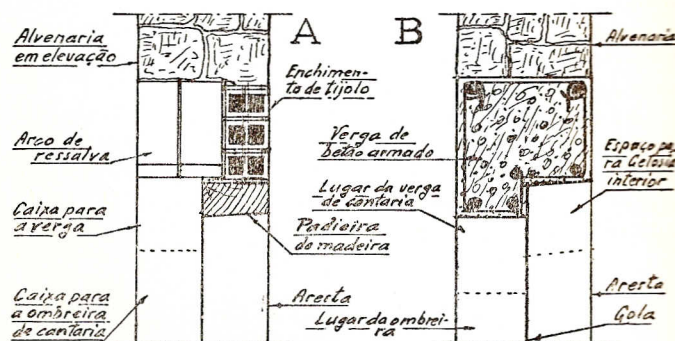 A
B
Alvenaria
em elevação
Enchimen-
to de tijolo
Arco de
ressalva
Caixa para
a verga
Padieira
de madeira
Caixa para
a ombreira
de cantaria
Aresta
Alvenaria
Verga de
betão armado
Espaço pa-
ra Gelosia
interior
Lugar da verga
de cantaria
Aresta
Lugar da ombrei-
ra
Gola